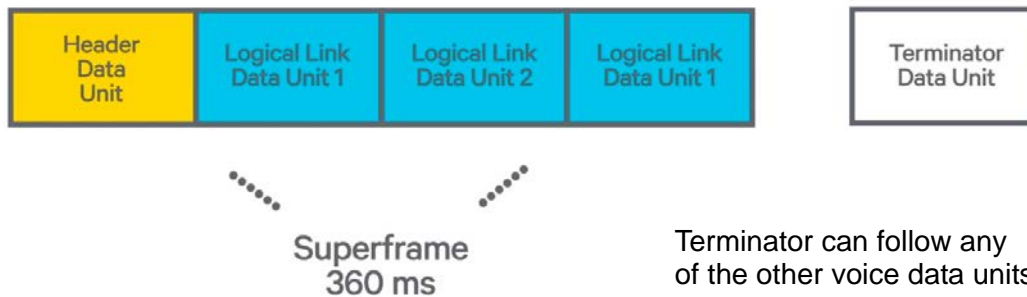 Header
Data
Unit
Logical Link
Data Unit 1
Logical Link
Data Unit 2
Logical Link
Data Unit 1
Terminator
Data Unit
Superframe
360 ms
Terminator can follow any
of the other voice data units